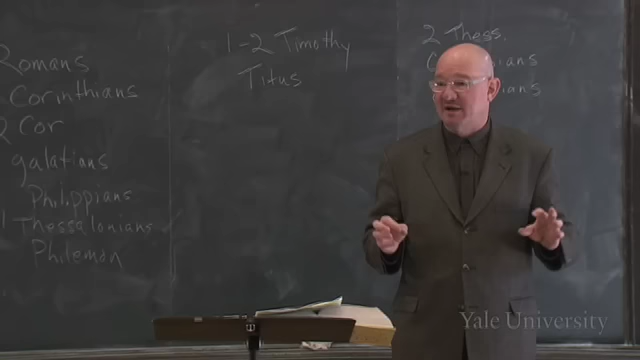 Romans
Corinthians
2 Cor
galatians
Philippians
1 Thessalonians
Philemon
1-2 Timothy
Titus
2 Thess.
Yale University